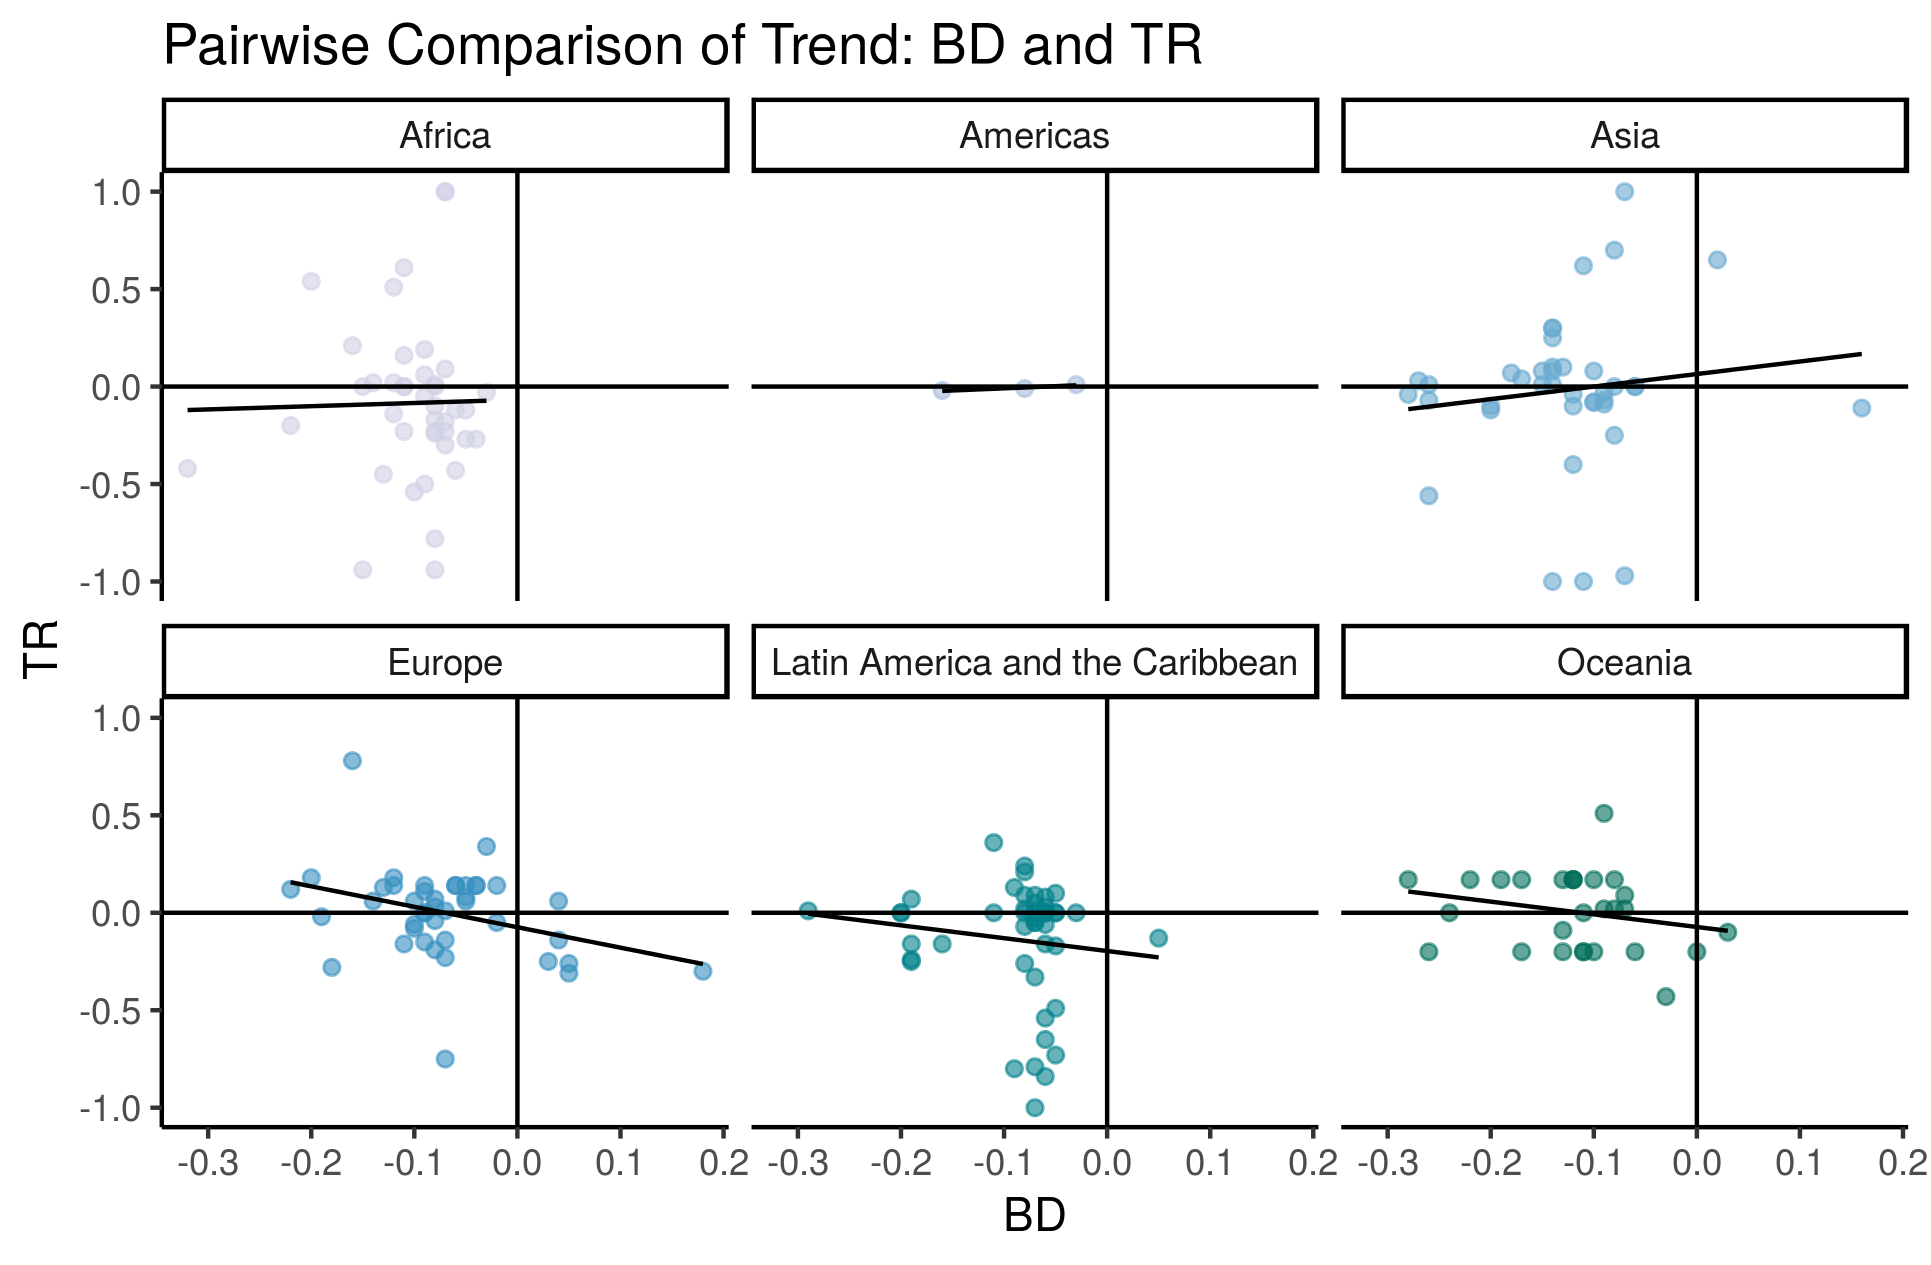 Pairwise Comparison of Trend: BD and TR
Africa
Americas
Asia
1.0
0.5
0.0
-0.5
-1.0
TR
Europe
Latin America and the Caribbean
Oceania
1.0
0.5
0.0
-0.5
-1.0
-0.3 -0.2 -0.1 0.0 0.1 0.2 -0.3 -0.2 -0.1 0.0 0.1 0.2 -0.3 -0.2 -0.1 0.0 0.1 0.2
BD